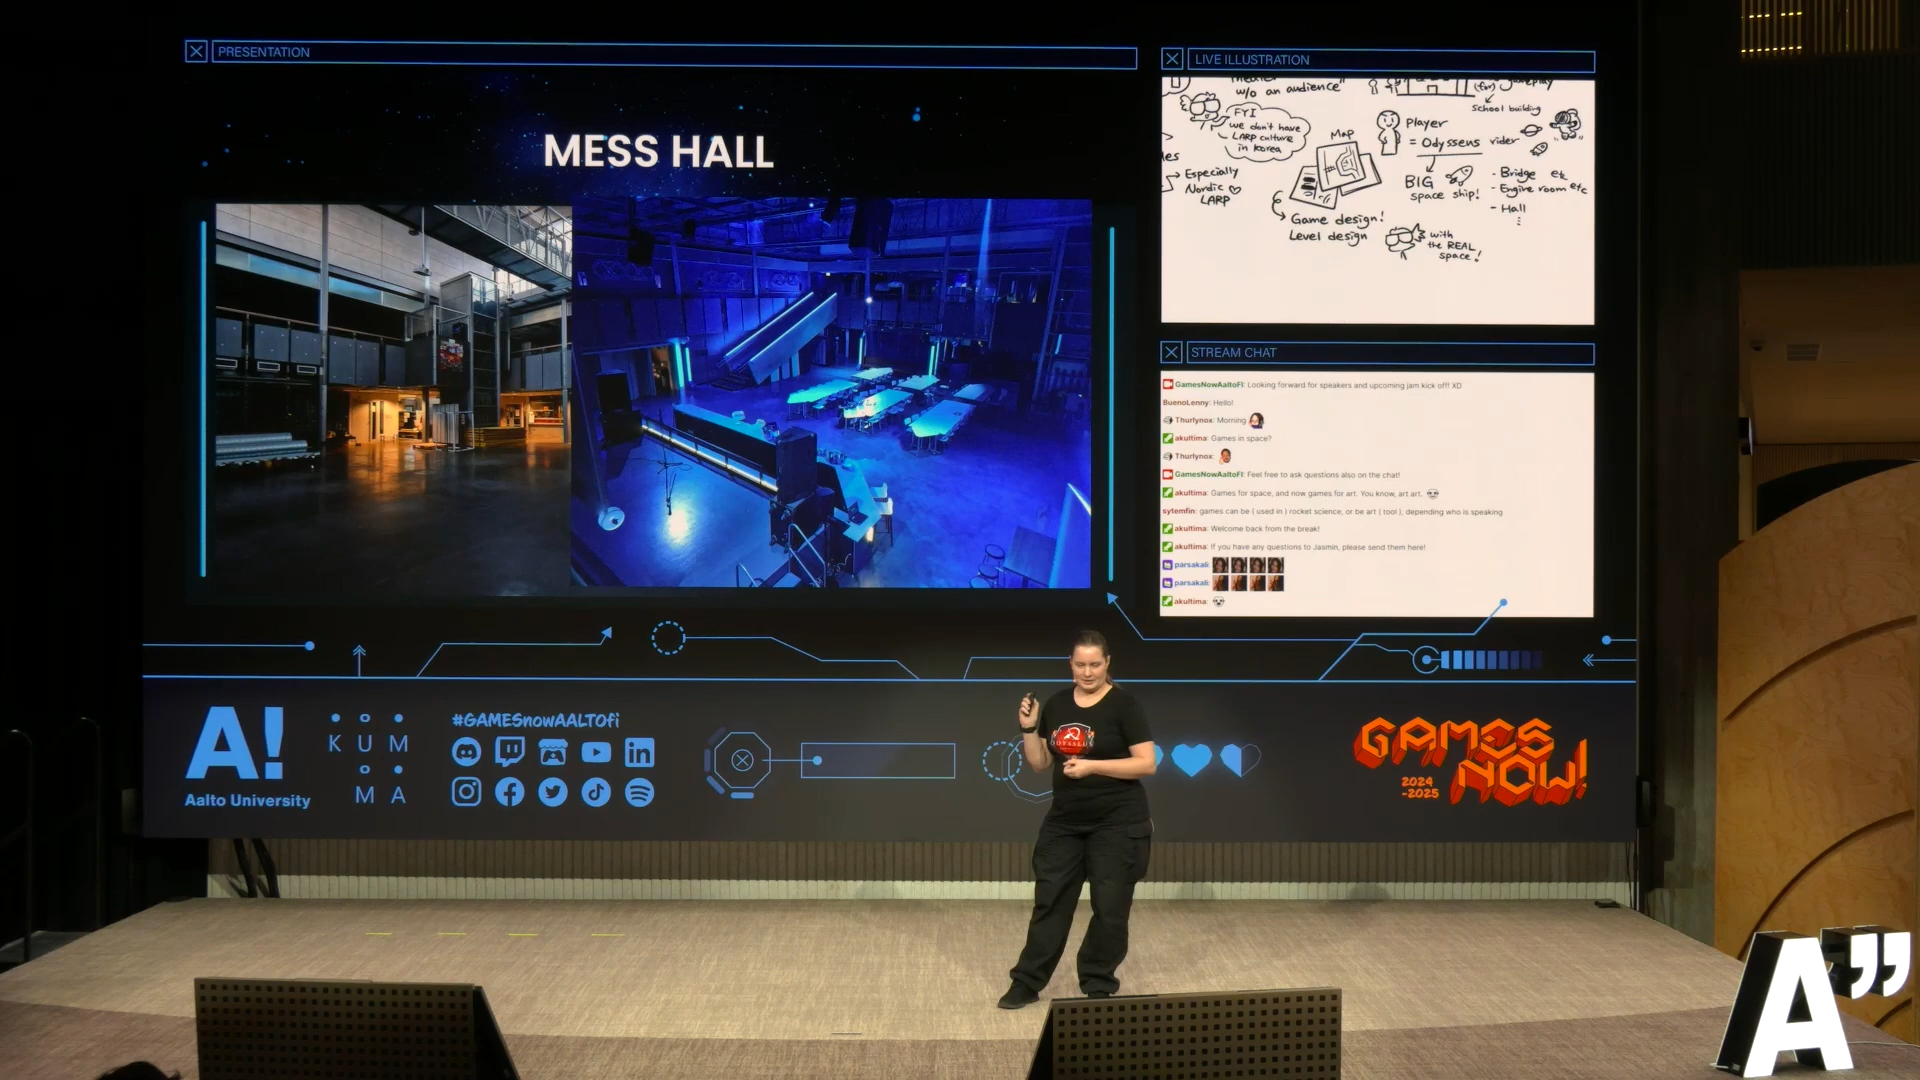 PRESENTATION
MESS HALL
LIVE ILLUSTRATION
w/o an audience"
(for) gameplay
School building
FYI
we don't have
LARP culture
in Korea
Especially
Nordic
LARP
Map
Game design!
Level design
Player
= Odyssens rider
BIG
space ship!
- Bridge etc
- Engine room etc
- Hall
with
the REAL
space!
STREAM CHAT
GamesNowAaltoFI: Looking forward for speakers and upcoming jam kick off! XD
BuenoLenny: Hello!
Thurlynox: Morning
akultima: Games in space?
Thurlynox:
GamesNowAaltoFI: Feel free to ask questions also on the chat!
akultima: Games for space, and now games for art. You know, art art.
sytemfin: games can be ( used in ) rocket science, or be art ( tool ), depending who is speaking
akultima: Welcome back from the break!
akultima: If you have any questions to Jasmin, please send them here!
parsakali:
parsakali:
akultima:
A!
Aalto University
KUM
MA
#GAMESnowAALTOfi
ODYSSEUS
GAMES
NOW!
2024
-2025
A”